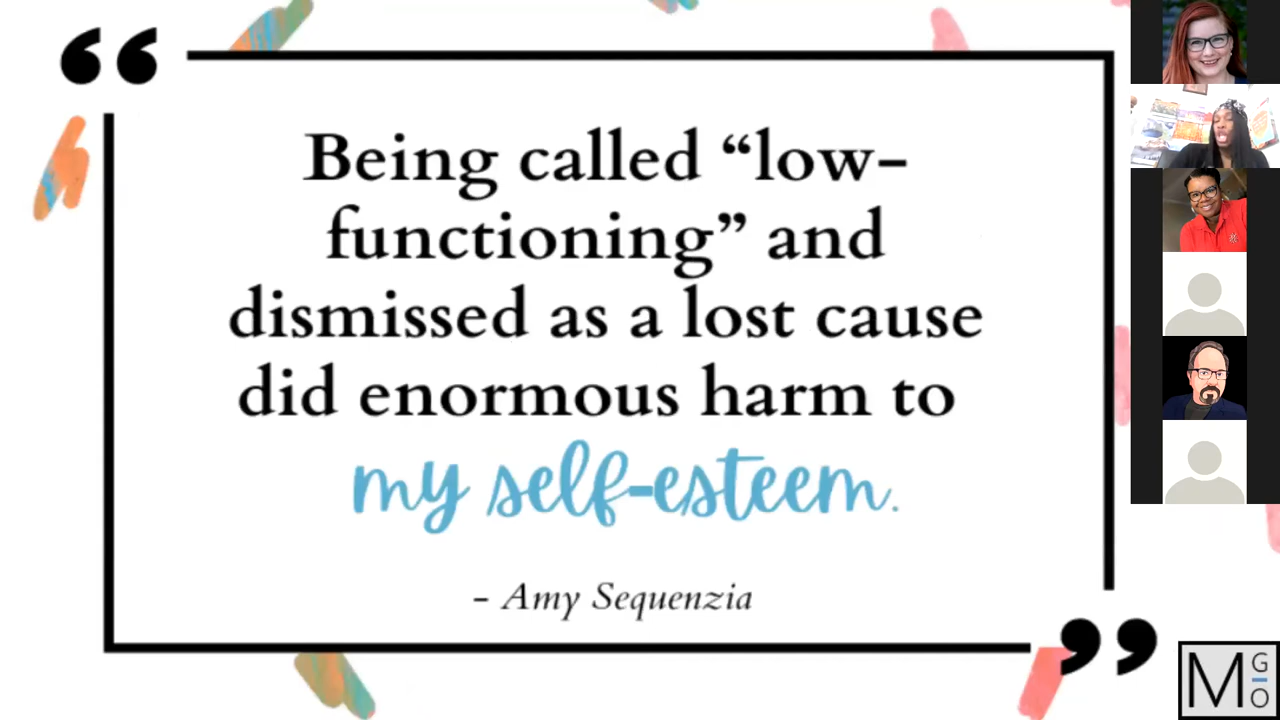 Being called “low-
functioning” and
dismissed as a lost cause
did enormous harm to
my self-esteem.
- Amy Sequenzia
M G O